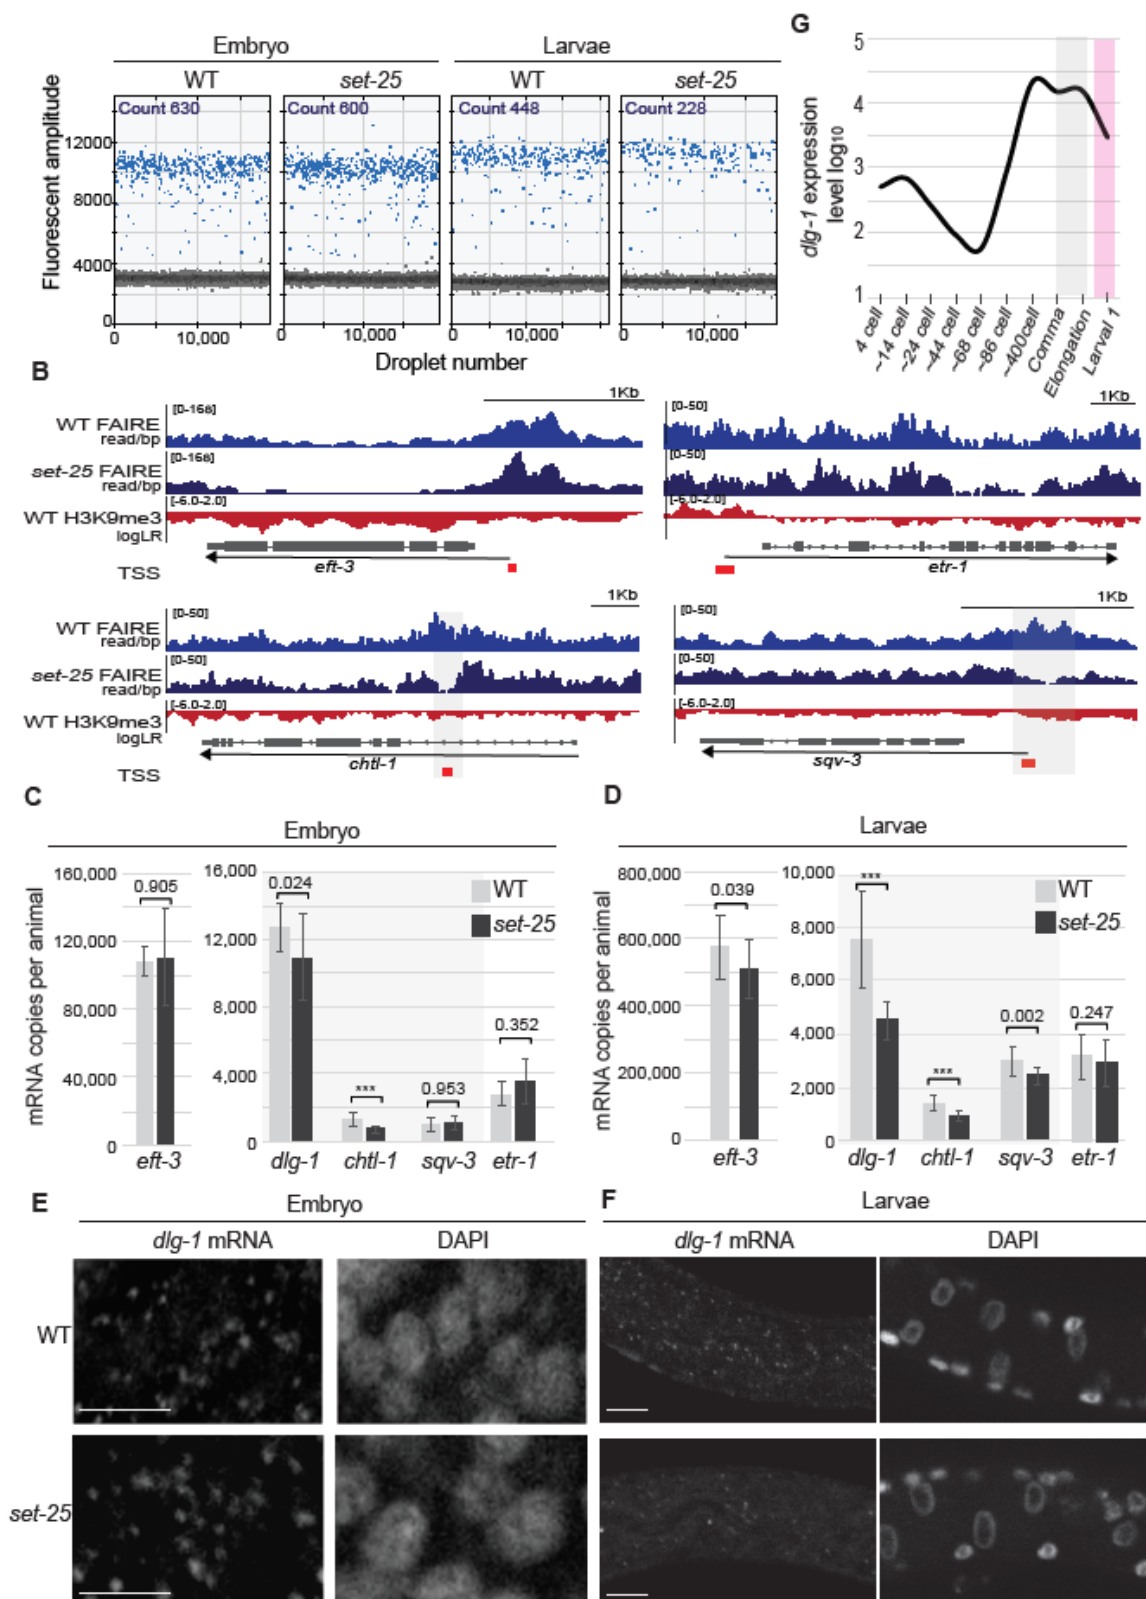 Embryo
Larvae
WT
set-25
WT
set-25
Fluorescent amplitude
12000
8000
4000
0
Count 630
Count 600
Count 448
Count 228
0
10,000
0
10,000
0
10,000
0
10,000
Droplet number
G
dlg-1 expression
level log10
5
4
3
2
1
4 cell
~14 cell
~24 cell
~44 cell
~68 cell
~86 cell
~400cell
Comma
Elongation
Larval 1
B
1Kb
WT FAIRE
read/bp
[0-168]
set-25 FAIRE
read/bp
[0-168]
WT H3K9me3
logLR
[-6.0-2.0]
eft-3
TSS
1Kb
[0-50]
[0-50]
[-6.0-2.0]
etr-1
1Kb
WT FAIRE
read/bp
[0-50]
set-25 FAIRE
read/bp
[0-50]
WT H3K9me3
logLR
[-6.0-2.0]
chtl-1
TSS
1Kb
[0-50]
[0-50]
[-6.0-2.0]
sqv-3
C
Embryo
mRNA copies per animal
160,000
120,000
80,000
40,000
0
0.905
eft-3
16,000
12,000
8,000
4,000
0
0.024
***
0.953
0.352
WT
set-25
dlg-1
chtl-1
sqv-3
etr-1
D
Larvae
mRNA copies per animal
800,000
600,000
400,000
200,000
0
0.039
eft-3
10,000
8,000
6,000
4,000
2,000
0
***
***
0.002
0.247
WT
set-25
dlg-1
chtl-1
sqv-3
etr-1
E
Embryo
dlg-1 mRNA
DAPI
WT
set-25
F
Larvae
dlg-1 mRNA
DAPI